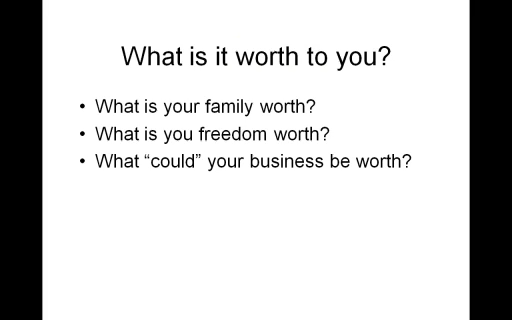 What is it worth to you?
• What is your family worth?
• What is you freedom worth?
• What “could” your business be worth?